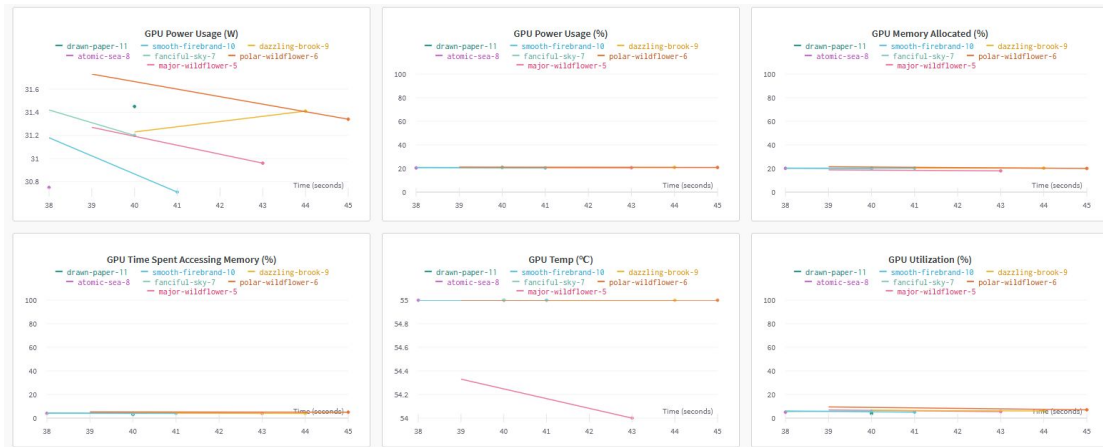 GPU Power Usage (W)
drawn-paper-11 smooth-firebrand-10 dazzling-brook-9
atomic-sea-8 fanciful-sky-7 polar-wildflower-6
major-wildflower-5
31.6
31.4
31.2
31
30.8
Time (seconds)
38 39 40 41 42 43 44 45
GPU Power Usage (%)
drawn-paper-11 smooth-firebrand-10 dazzling-brook-9
atomic-sea-8 fanciful-sky-7 polar-wildflower-6
major-wildflower-5
100
80
60
40
20
0
Time (seconds)
38 39 40 41 42 43 44 45
GPU Memory Allocated (%)
drawn-paper-11 smooth-firebrand-10 dazzling-brook-9
atomic-sea-8 fanciful-sky-7 polar-wildflower-6
major-wildflower-5
100
80
60
40
20
0
Time (seconds)
38 39 40 41 42 43 44 45
GPU Time Spent Accessing Memory (%)
drawn-paper-11 smooth-firebrand-10 dazzling-brook-9
atomic-sea-8 fanciful-sky-7 polar-wildflower-6
major-wildflower-5
100
80
60
40
20
0
Time (seconds)
38 39 40 41 42 43 44 45
GPU Temp (℃)
drawn-paper-11 smooth-firebrand-10 dazzling-brook-9
atomic-sea-8 fanciful-sky-7 polar-wildflower-6
major-wildflower-5
55
54.8
54.6
54.4
54.2
54
Time (seconds)
38 39 40 41 42 43 44 45
GPU Utilization (%)
drawn-paper-11 smooth-firebrand-10 dazzling-brook-9
atomic-sea-8 fanciful-sky-7 polar-wildflower-6
major-wildflower-5
100
80
60
40
20
0
Time (seconds)
38 39 40 41 42 43 44 45